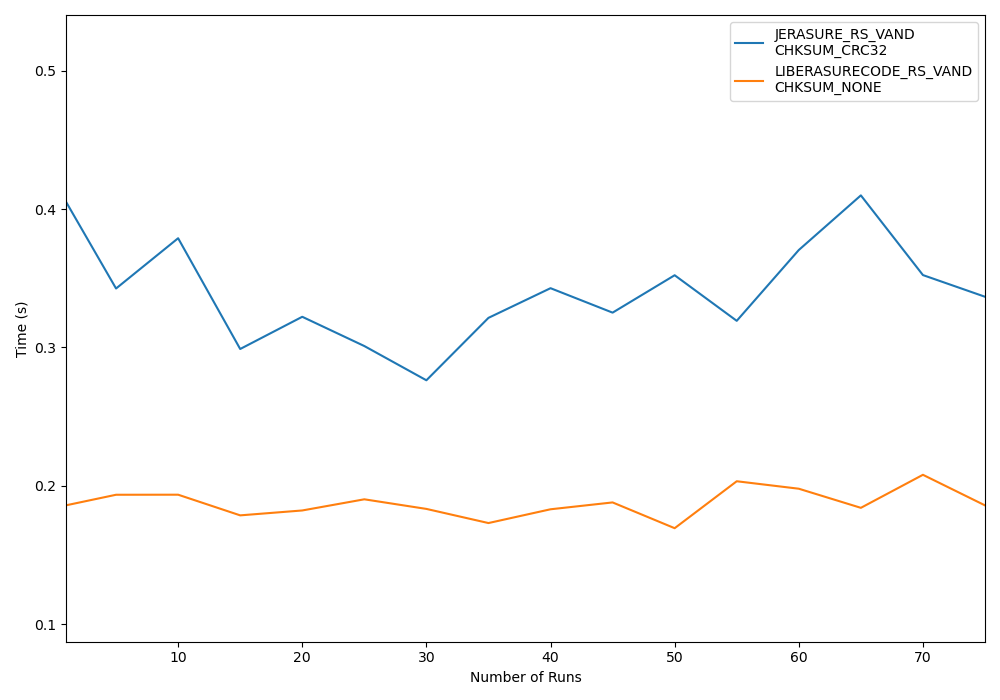 JERASURE_RS_VAND
CHKSUM_CRC32
LIBERASURECODE_RS_VAND
CHKSUM_NONE
0.5
0.4
0.3
0.2
0.1
Time (s)
10 20 30 40 50 60 70
Number of Runs